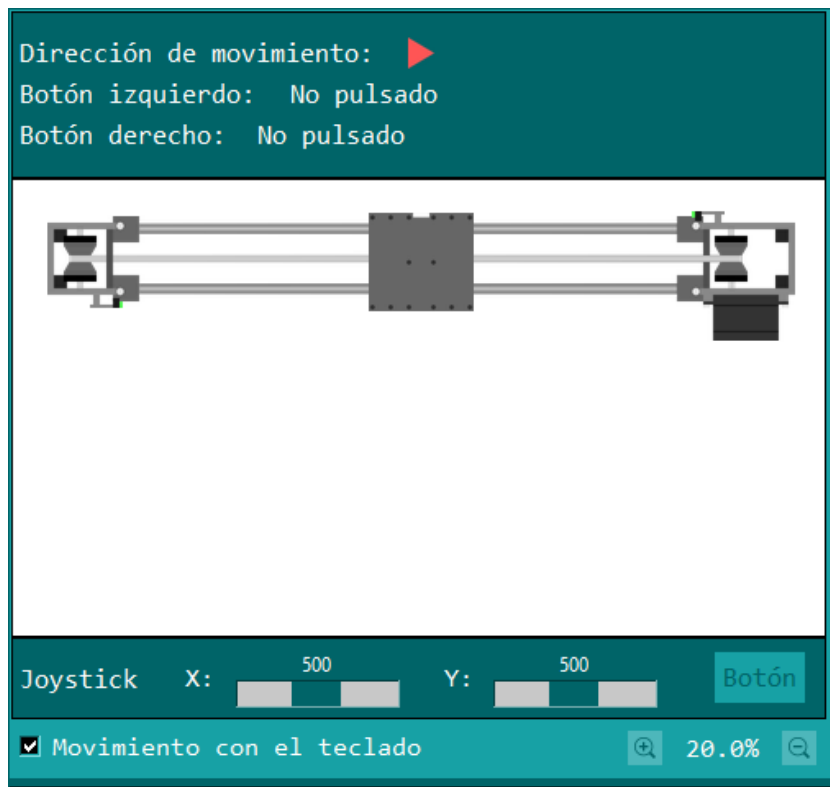 Dirección de movimiento:
Botón izquierdo: No pulsado
Botón derecho: No pulsado
Joystick X: 500 Y: 500 Botón
Movimiento con el teclado 20.0%